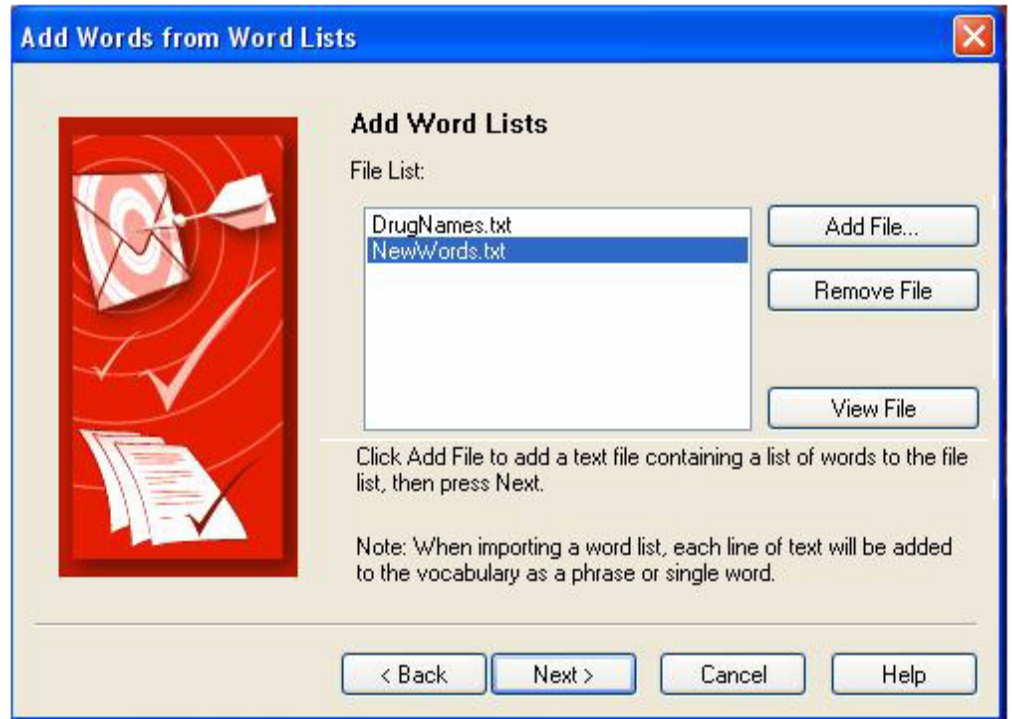 Add Words from Word Lists
Add Word Lists
File List:
DrugNames.txt
NewWords.txt
Add File...
Remove File
View File
Click Add File to add a text file containing a list of words to the file
list, then press Next.
Note: When importing a word list, each line of text will be added
to the vocabulary as a phrase or single word.
< Back
Next >
Cancel
Help